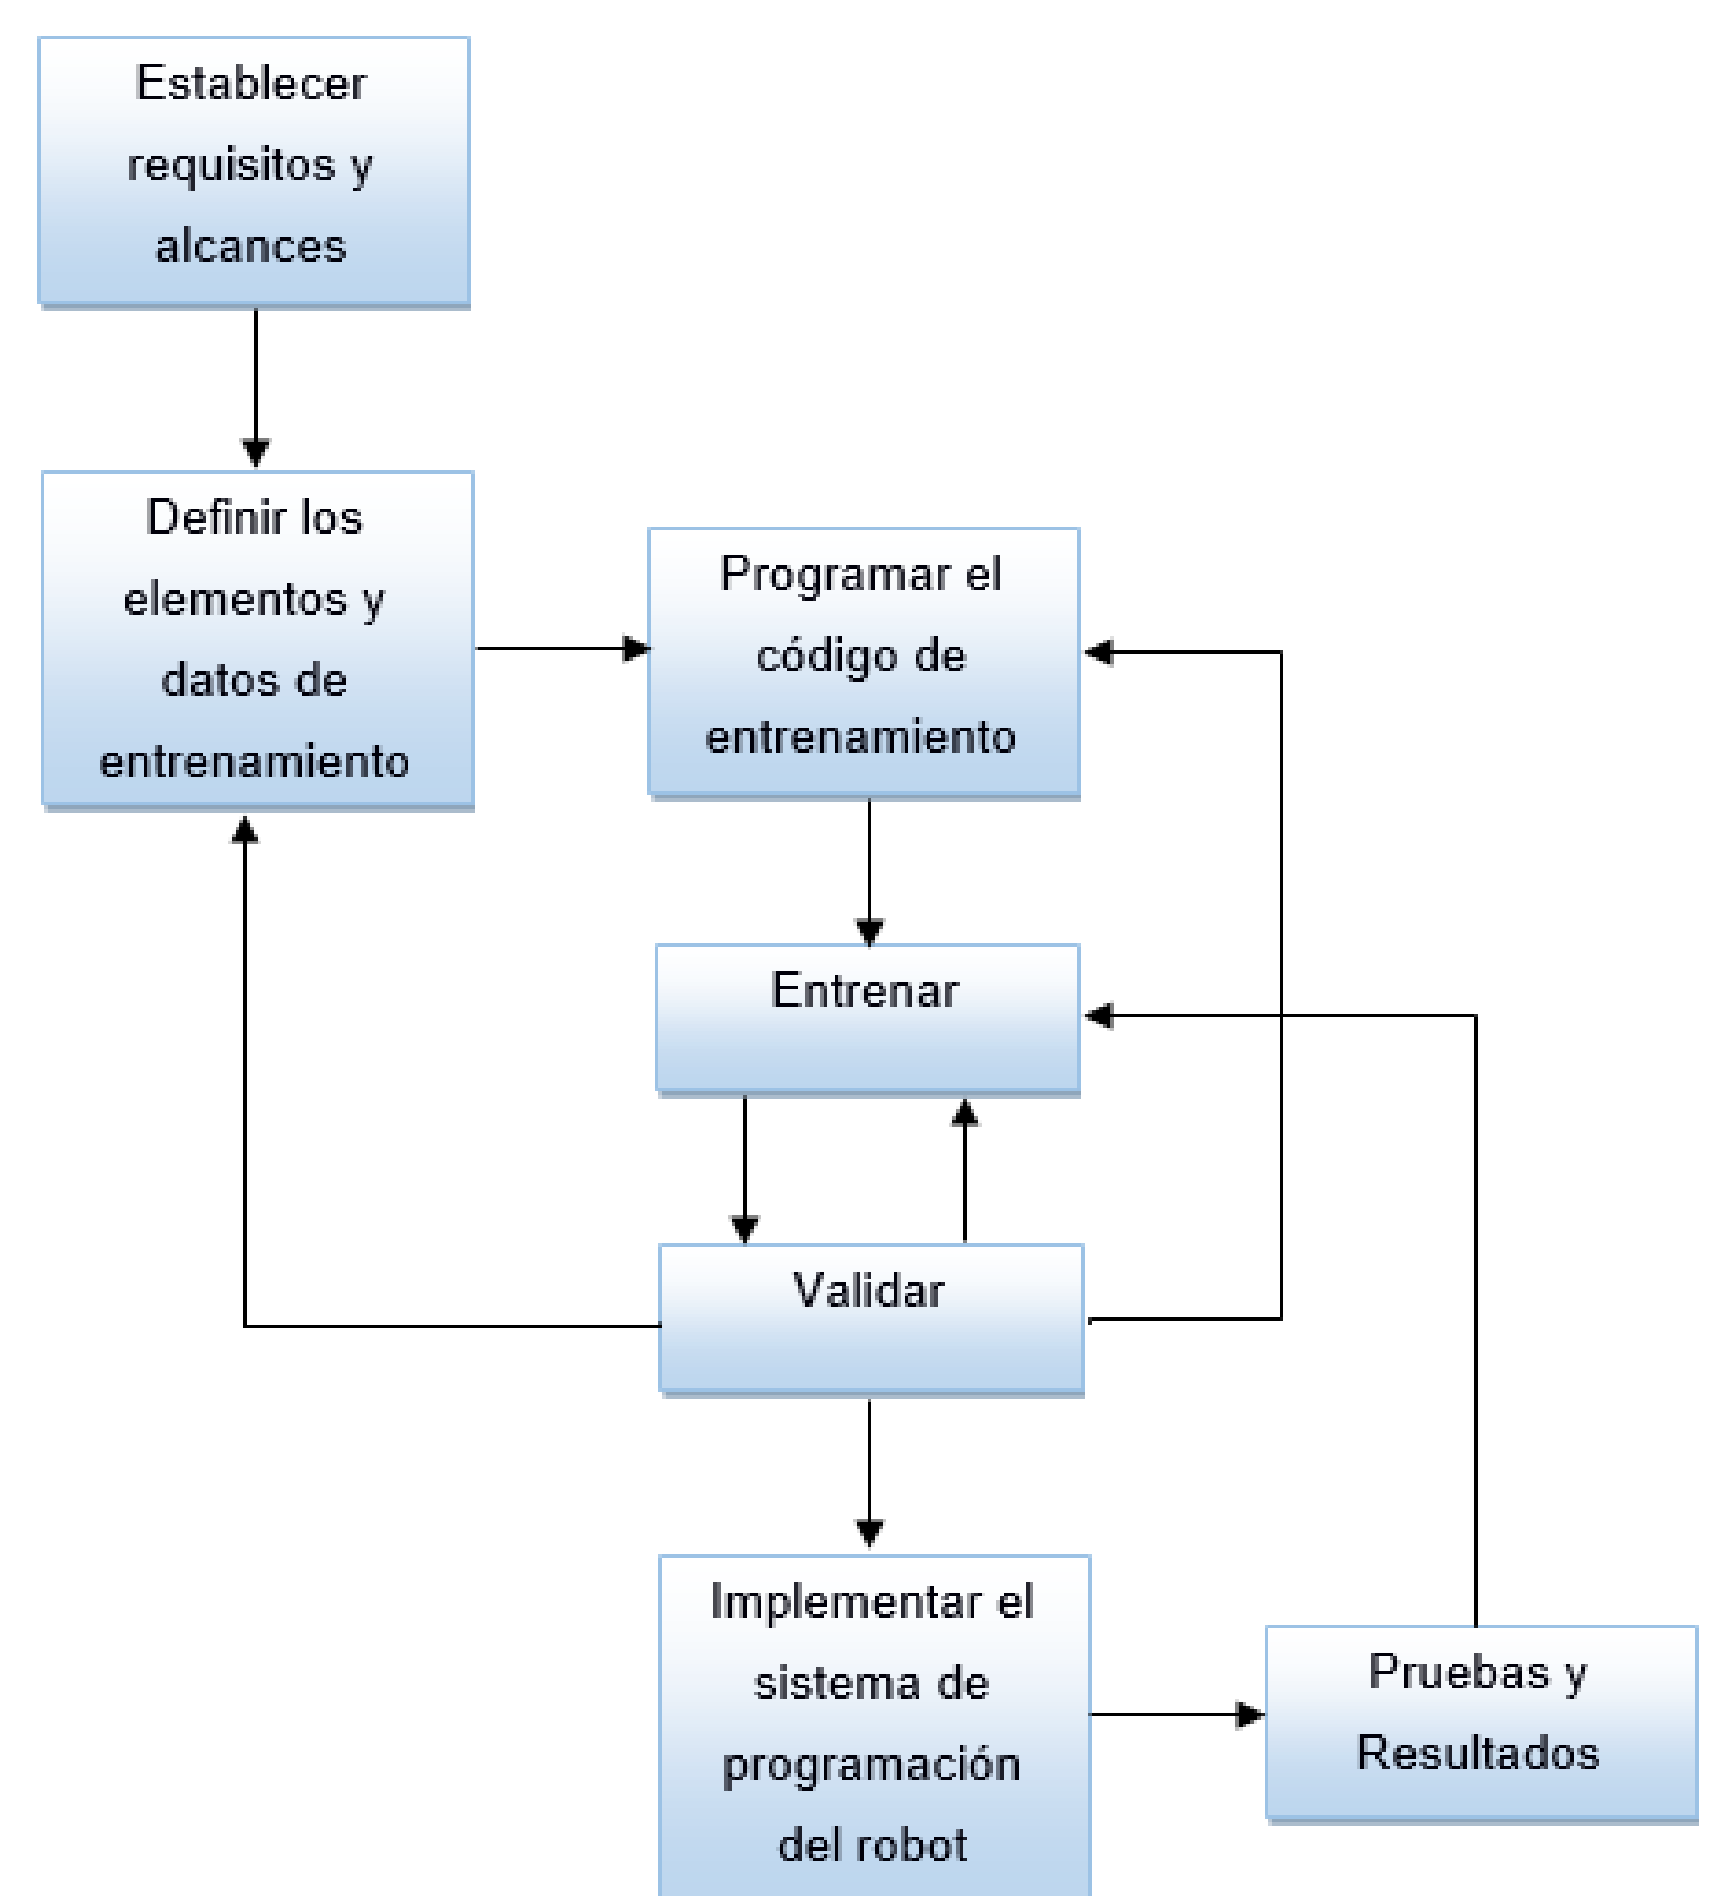 Establecer
requisitos y
alcances
Definir los
elementos y
datos de
entrenamiento
Programar el
código de
entrenamiento
Entrenar
Validar
Implementar el
sistema de
programación
del robot
Pruebas y
Resultados